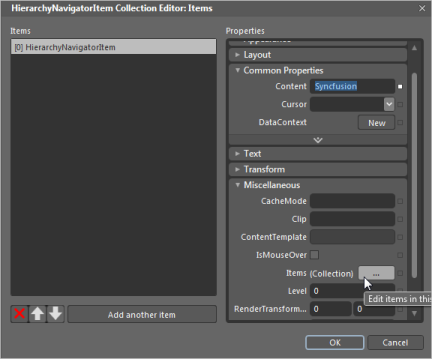 HierarchyNavigatorItem Collection Editor: Items
Items
[0] HierarchyNavigatorItem
Add another item
Properties
Layout
Common Properties
Content Syncfusion
Cursor
DataContext New
Text
Transform
Miscellaneous
CacheMode
Clip
ContentTemplate
IsMouseOver
Items (Collection) ...
Level 0
RenderTransform... 0 0
Edit items in this
OK Cancel